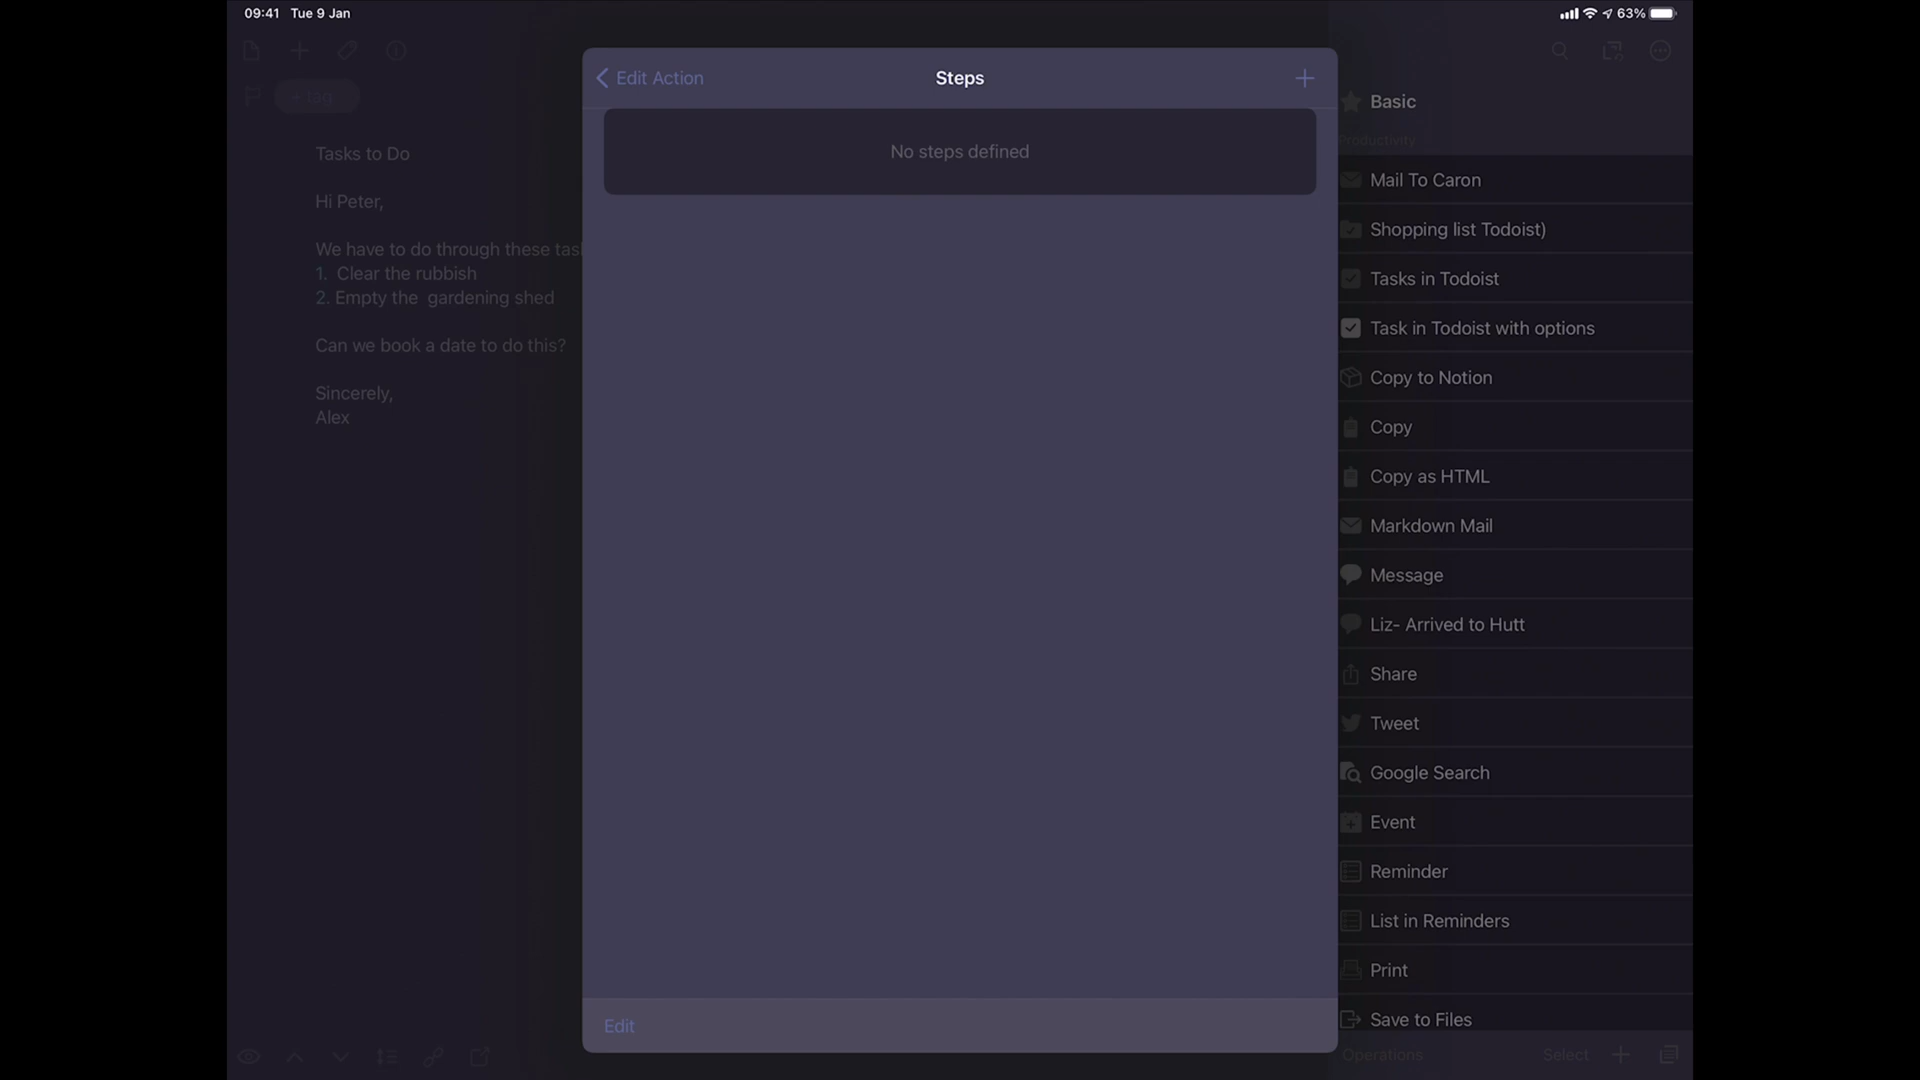 09:41 Tue 9 Jan
63%
+ tag
Tasks to Do
Hi Peter,
We have to do through these
1. Clear the rubbish
2. Empty the gardening shed
Can we book a date to do this?
Sincerely,
Alex
Edit Action
Steps
No steps defined
Edit
Basic
Productivity
Mail To Caron
Shopping list Todoist)
Tasks in Todoist
Task in Todoist with options
Copy to Notion
Copy
Copy as HTML
Markdown Mail
Message
Liz- Arrived to Hutt
Share
Tweet
Google Search
Event
Reminder
List in Reminders
Print
Save to Files
Operations
Select